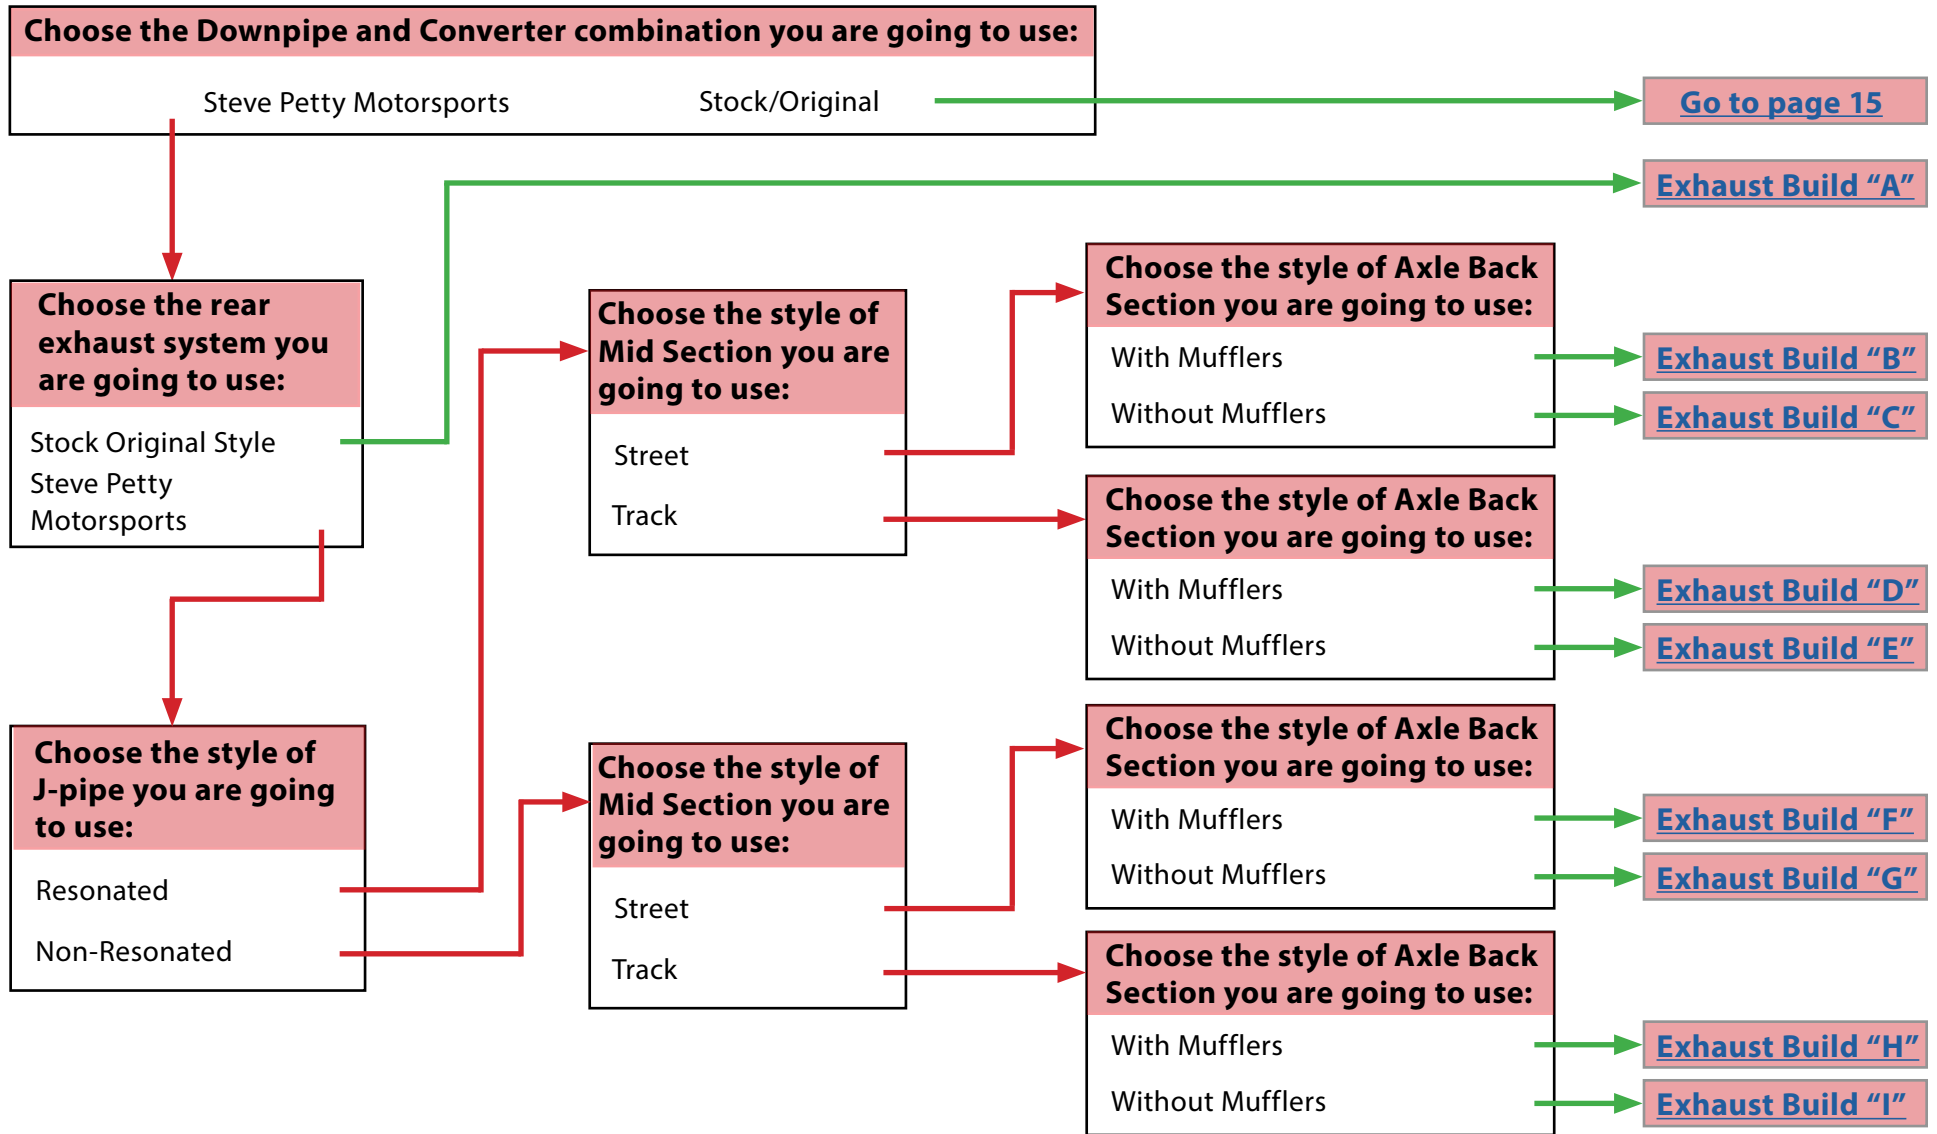 Choose the Downpipe and Converter combination you are going to use:
Steve Petty Motorsports
Stock/Original
Go to page 15
Exhaust Build “A”
Choose the rear
exhaust system you
are going to use:
Stock Original Style
Steve Petty
Motorsports
Choose the style of
J-pipe you are going
to use:
Resonated
Non-Resonated
Choose the style of
Mid Section you are
going to use:
Street
Track
Choose the style of Axle Back
Section you are going to use:
With Mufflers
Exhaust Build “B”
Without Mufflers
Exhaust Build “C”
Choose the style of Axle Back
Section you are going to use:
With Mufflers
Exhaust Build “D”
Without Mufflers
Exhaust Build “E”
Choose the style of
Mid Section you are
going to use:
Street
Track
Choose the style of Axle Back
Section you are going to use:
With Mufflers
Exhaust Build “F”
Without Mufflers
Exhaust Build “G”
Choose the style of Axle Back
Section you are going to use:
With Mufflers
Exhaust Build “H”
Without Mufflers
Exhaust Build “I”